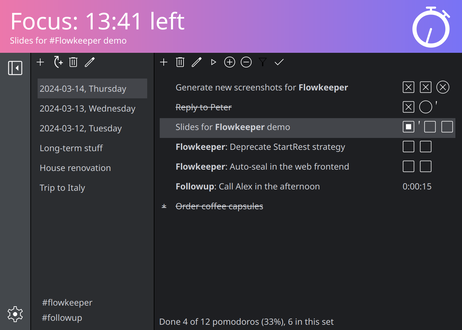 Focus: 13:41 left
Slides for #Flowkeeper demo
2024-03-14, Thursday
2024-03-13, Wednesday
2024-03-12, Tuesday
Long-term stuff
House renovation
Trip to Italy
#flowkeeper
#followup
Generate new screenshots for Flowkeeper
Reply to Peter
Slides for Flowkeeper demo
Flowkeeper: Deprecate StartRest strategy
Flowkeeper: Auto-seal in the web frontend
Followup: Call Alex in the afternoon 0:00:15
Order coffee capsules
Done 4 of 12 pomodoros (33%), 6 in this set